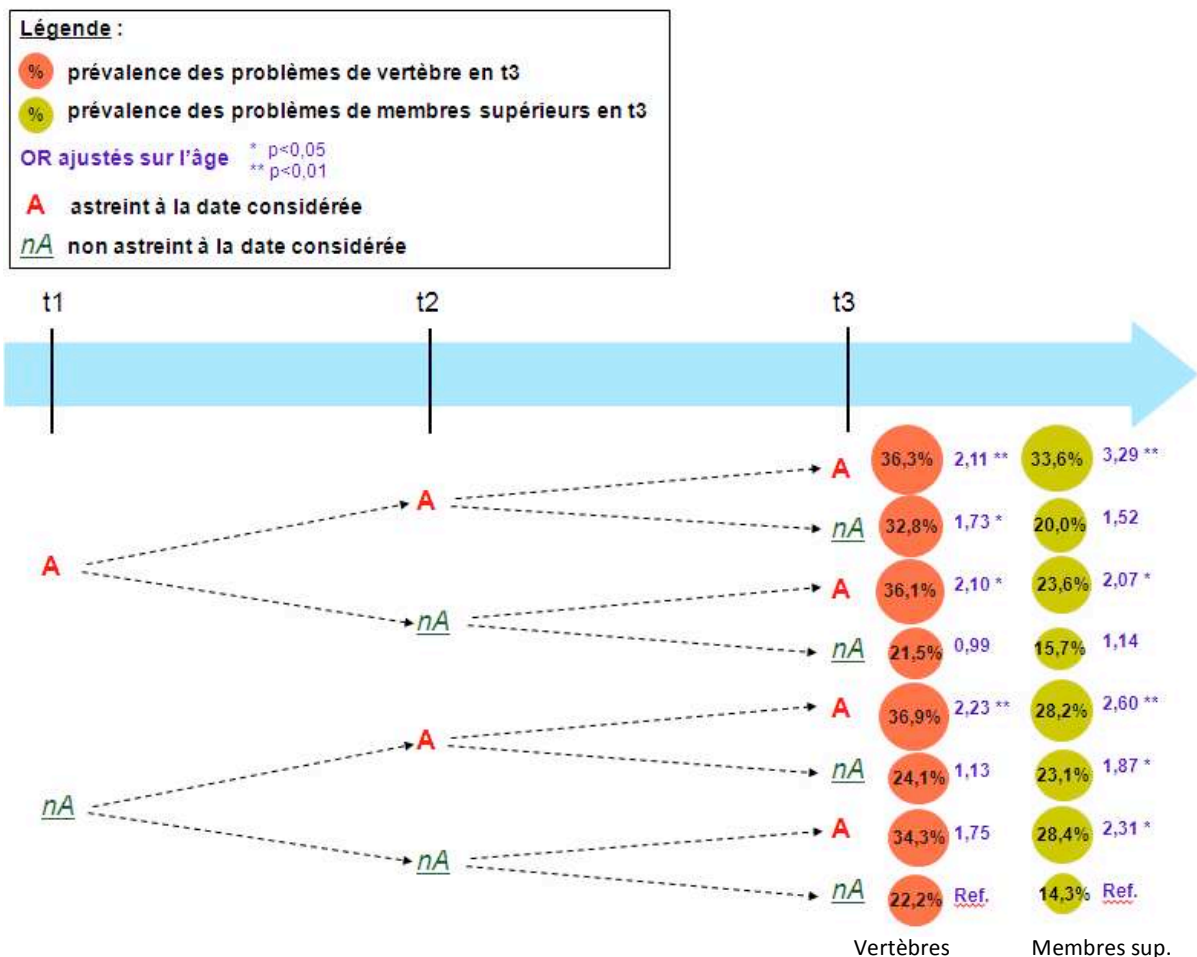 Légende :
% prévalence des problèmes de vertèbre en t3
% prévalence des problèmes de membres supérieurs en t3
OR ajustés sur l'âge * p<0,05
** p<0,01
A astreint à la date considérée
nA non astreint à la date considérée
t1 t2 t3
A 36,3% 2,11 ** 33,6% 3,29 **
A
nA 32,8% 1,73 * 20,0% 1,52
A
A 36,1% 2,10 * 23,6% 2,07 *
nA
nA 21,5% 0,99 15,7% 1,14
A 36,9% 2,23 ** 28,2% 2,60 **
A
nA 24,1% 1,13 23,1% 1,87 *
nA
A 34,3% 1,75 28,4% 2,31 *
nA
nA 22,2% Ref. 14,3% Ref.
Vertèbres Membres sup.